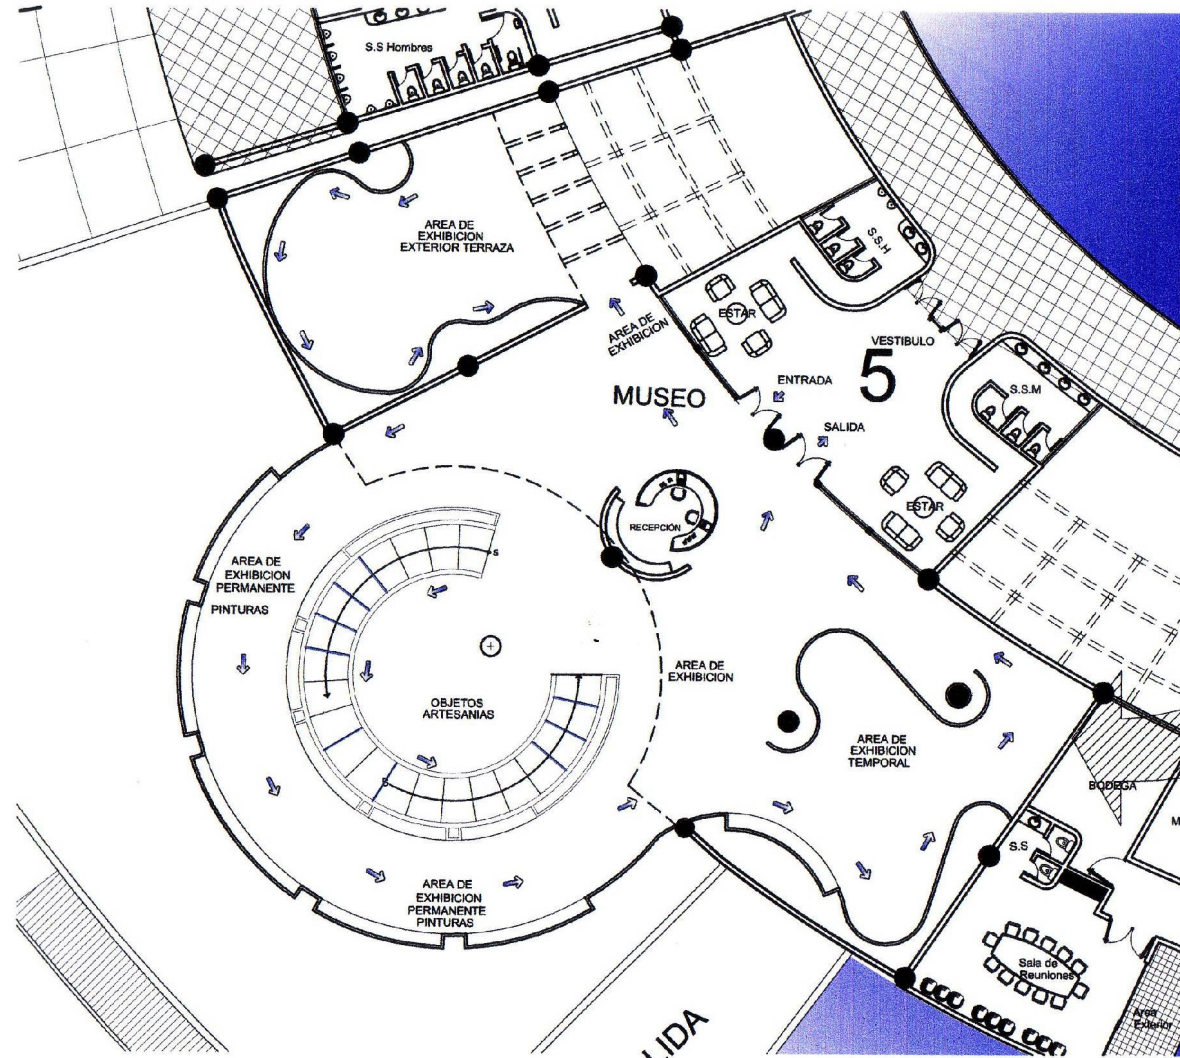 S.S Hombres
AREA DE
EXHIBICION
EXTERIOR TERRAZA
S.S.H
ESTAR
AREA DE
EXHIBICION
VESTIBULO
5
MUSEO
ENTRADA
S.S.M
SALIDA
ESTAR
RECEPCIÓN
S
AREA DE
EXHIBICION
PERMANENTE
PINTURAS
AREA DE
EXHIBICION
OBJETOS
ARTESANIAS
AREA DE
EXHIBICION
TEMPORAL
BODEGA
M
S.S
AREA DE
EXHIBICION
PERMANENTE
PINTURAS
Sala de
Reuniones
Area
Exterior
LIDA